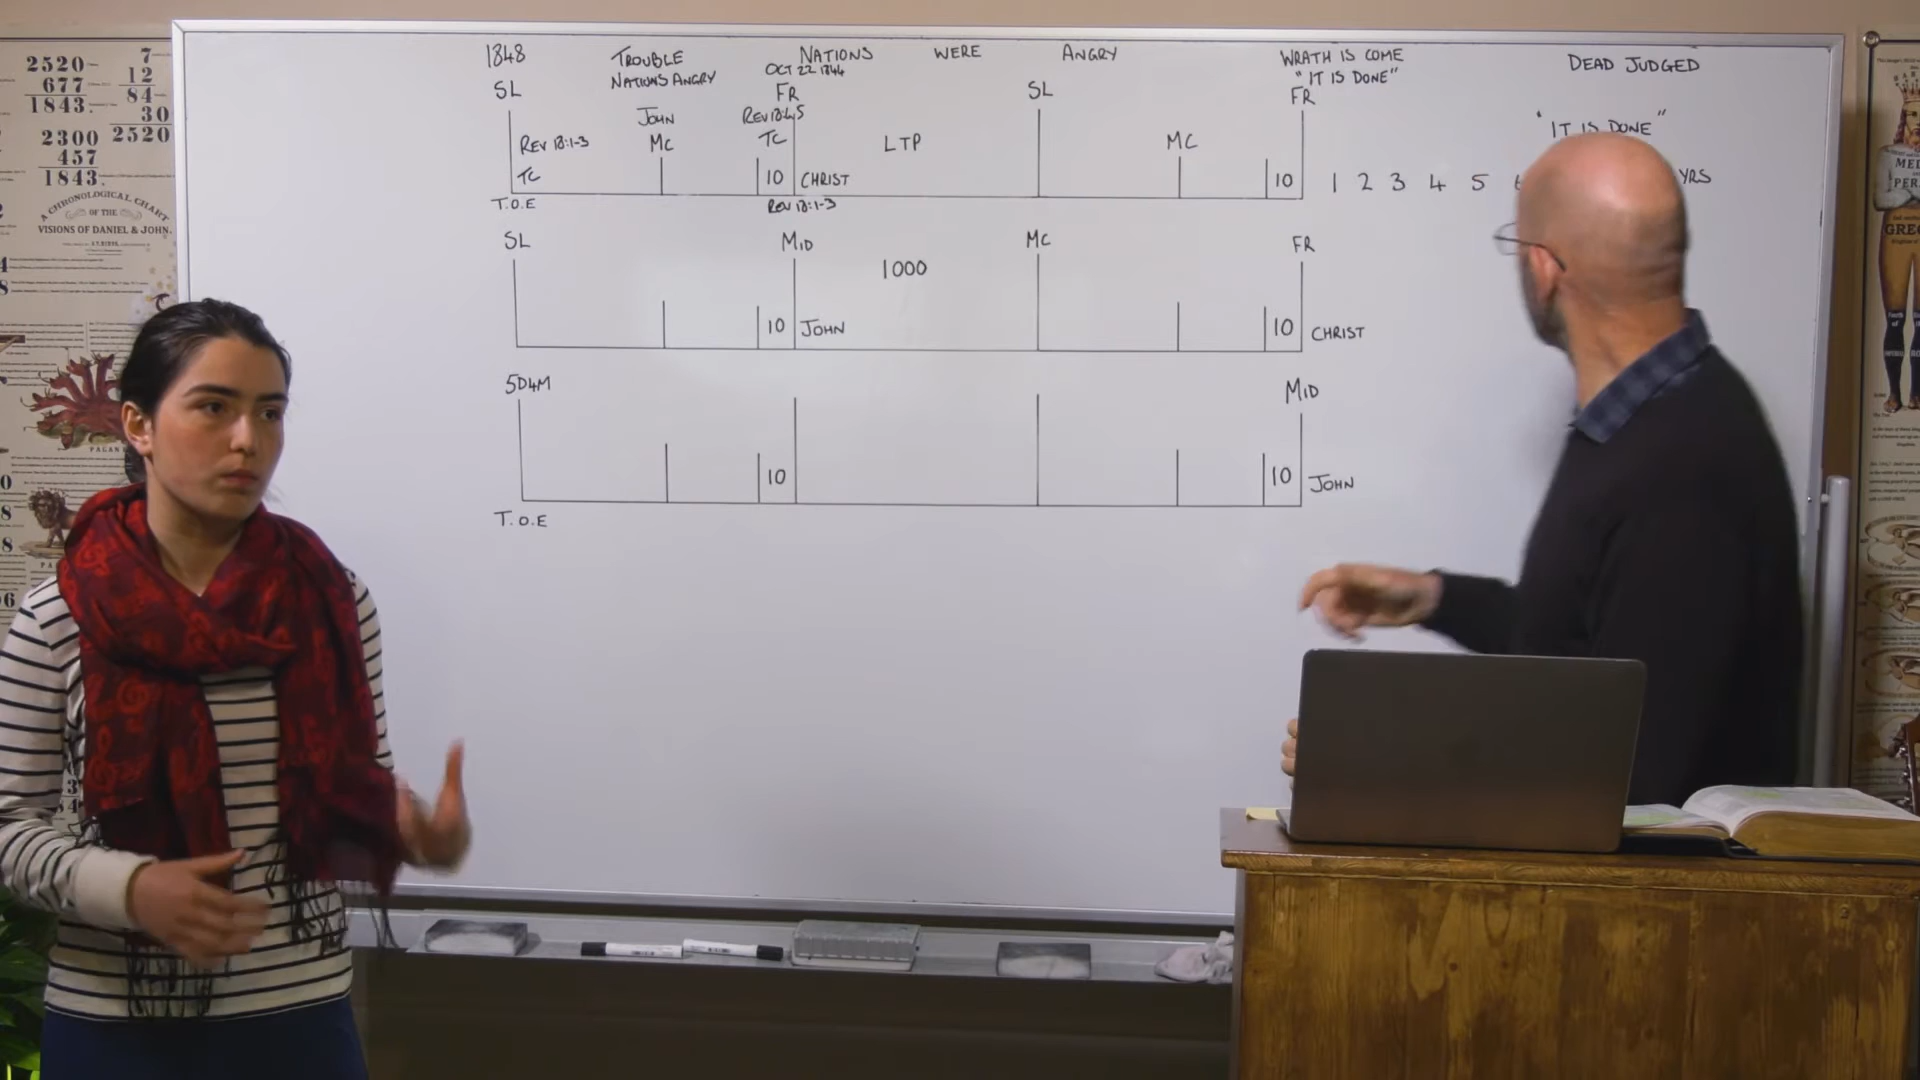 1848 TROUBLE NATIONS WERE ANGRY WRATH IS COME DEAD JUDGED
NATIONS ANGRY OCT 22 1844 "IT IS DONE"
SL FR SL FR
JOHN REV 18:4,5 "IT IS DONE"
REV 18:1-3 MC TC LTP MC
TC 10 CHRIST 10 1 2 3 4 5 YRS
T.O.E REV 18:1-3
SL MID MC FR
1000
10 JOHN 10 CHRIST
5D4M MID
10 10 JOHN
T.O.E
2520
677
1843.
2300
457
1843.
7
12
84
30
2520
A CHRONOLOGICAL CHART
OF THE
VISIONS OF DANIEL & JOHN.